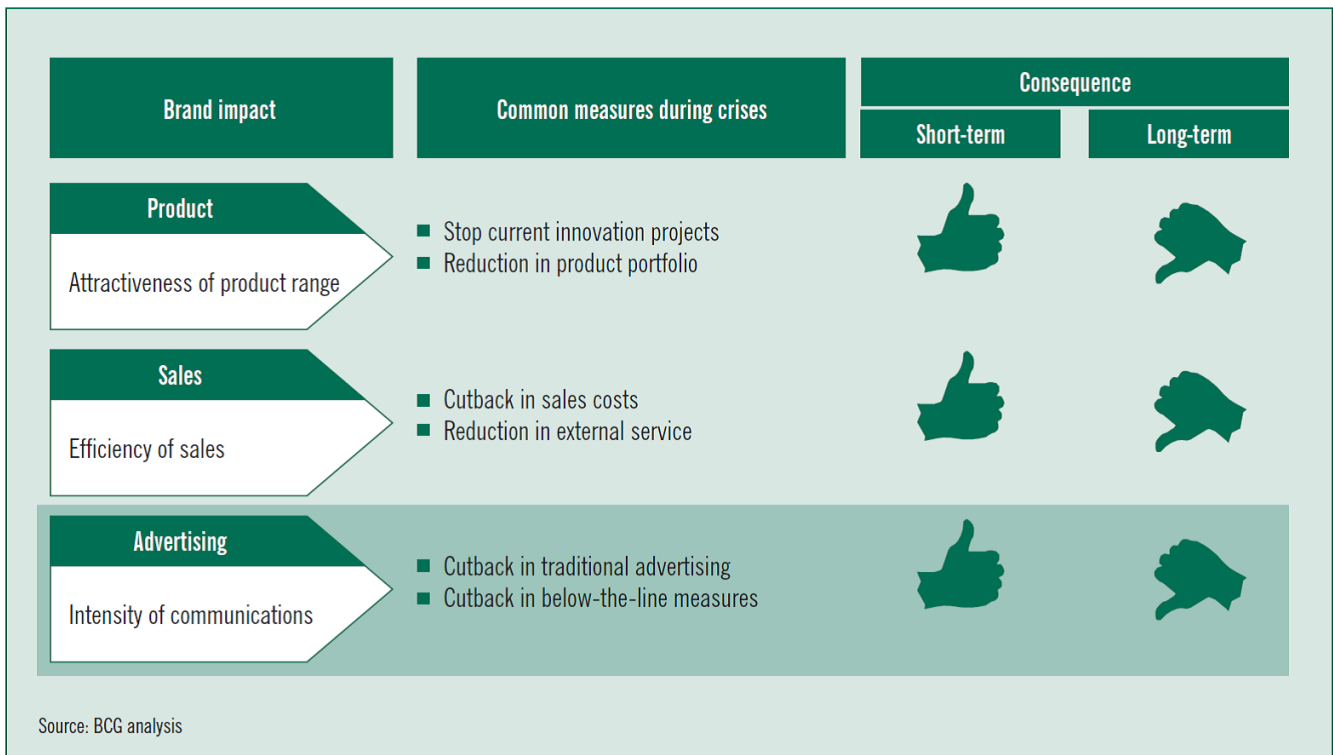 Brand impact
Common measures during crises
Consequence
Short-term
Long-term
Product
Attractiveness of product range
■ Stop current innovation projects
■ Reduction in product portfolio
Sales
Efficiency of sales
■ Cutback in sales costs
■ Reduction in external service
Advertising
Intensity of communications
■ Cutback in traditional advertising
■ Cutback in below-the-line measures
Source: BCG analysis